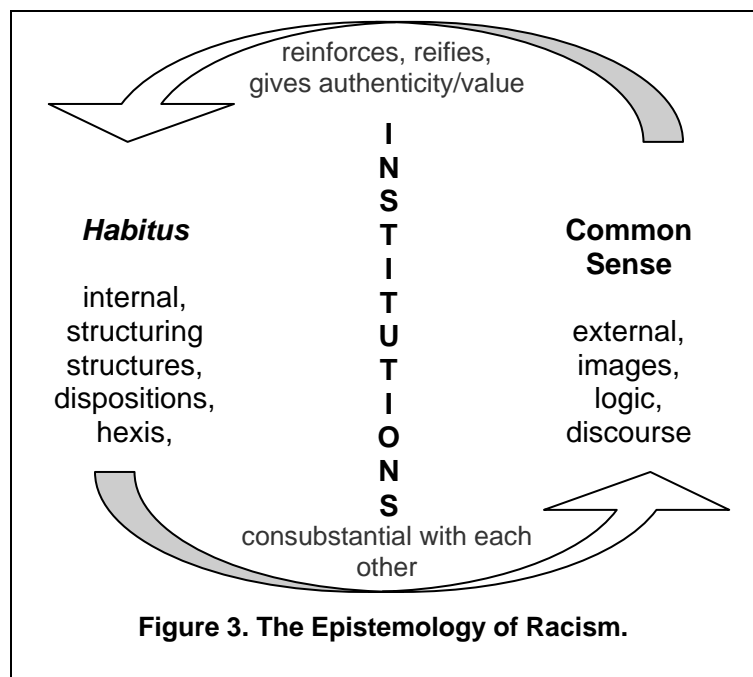 reinforces, reifies,
gives authenticity/value
I
N
S
T
I
T
U
T
I
O
N
S
Habitus
internal,
structuring
structures,
dispositions,
hexis,
Common
Sense
external,
images,
logic,
discourse
consubstantial with each
other
Figure 3. The Epistemology of Racism.